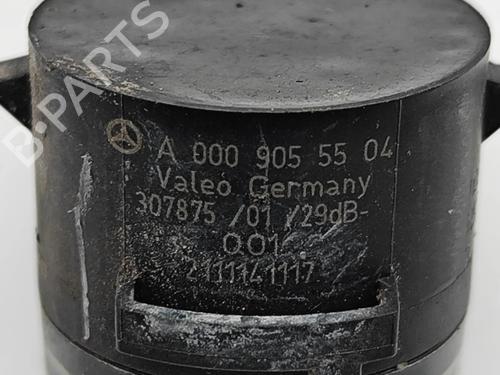 B-PARTS
A 000 905 55 04
Valeo Germany
307875 /01 /29dB-
001
2111141117